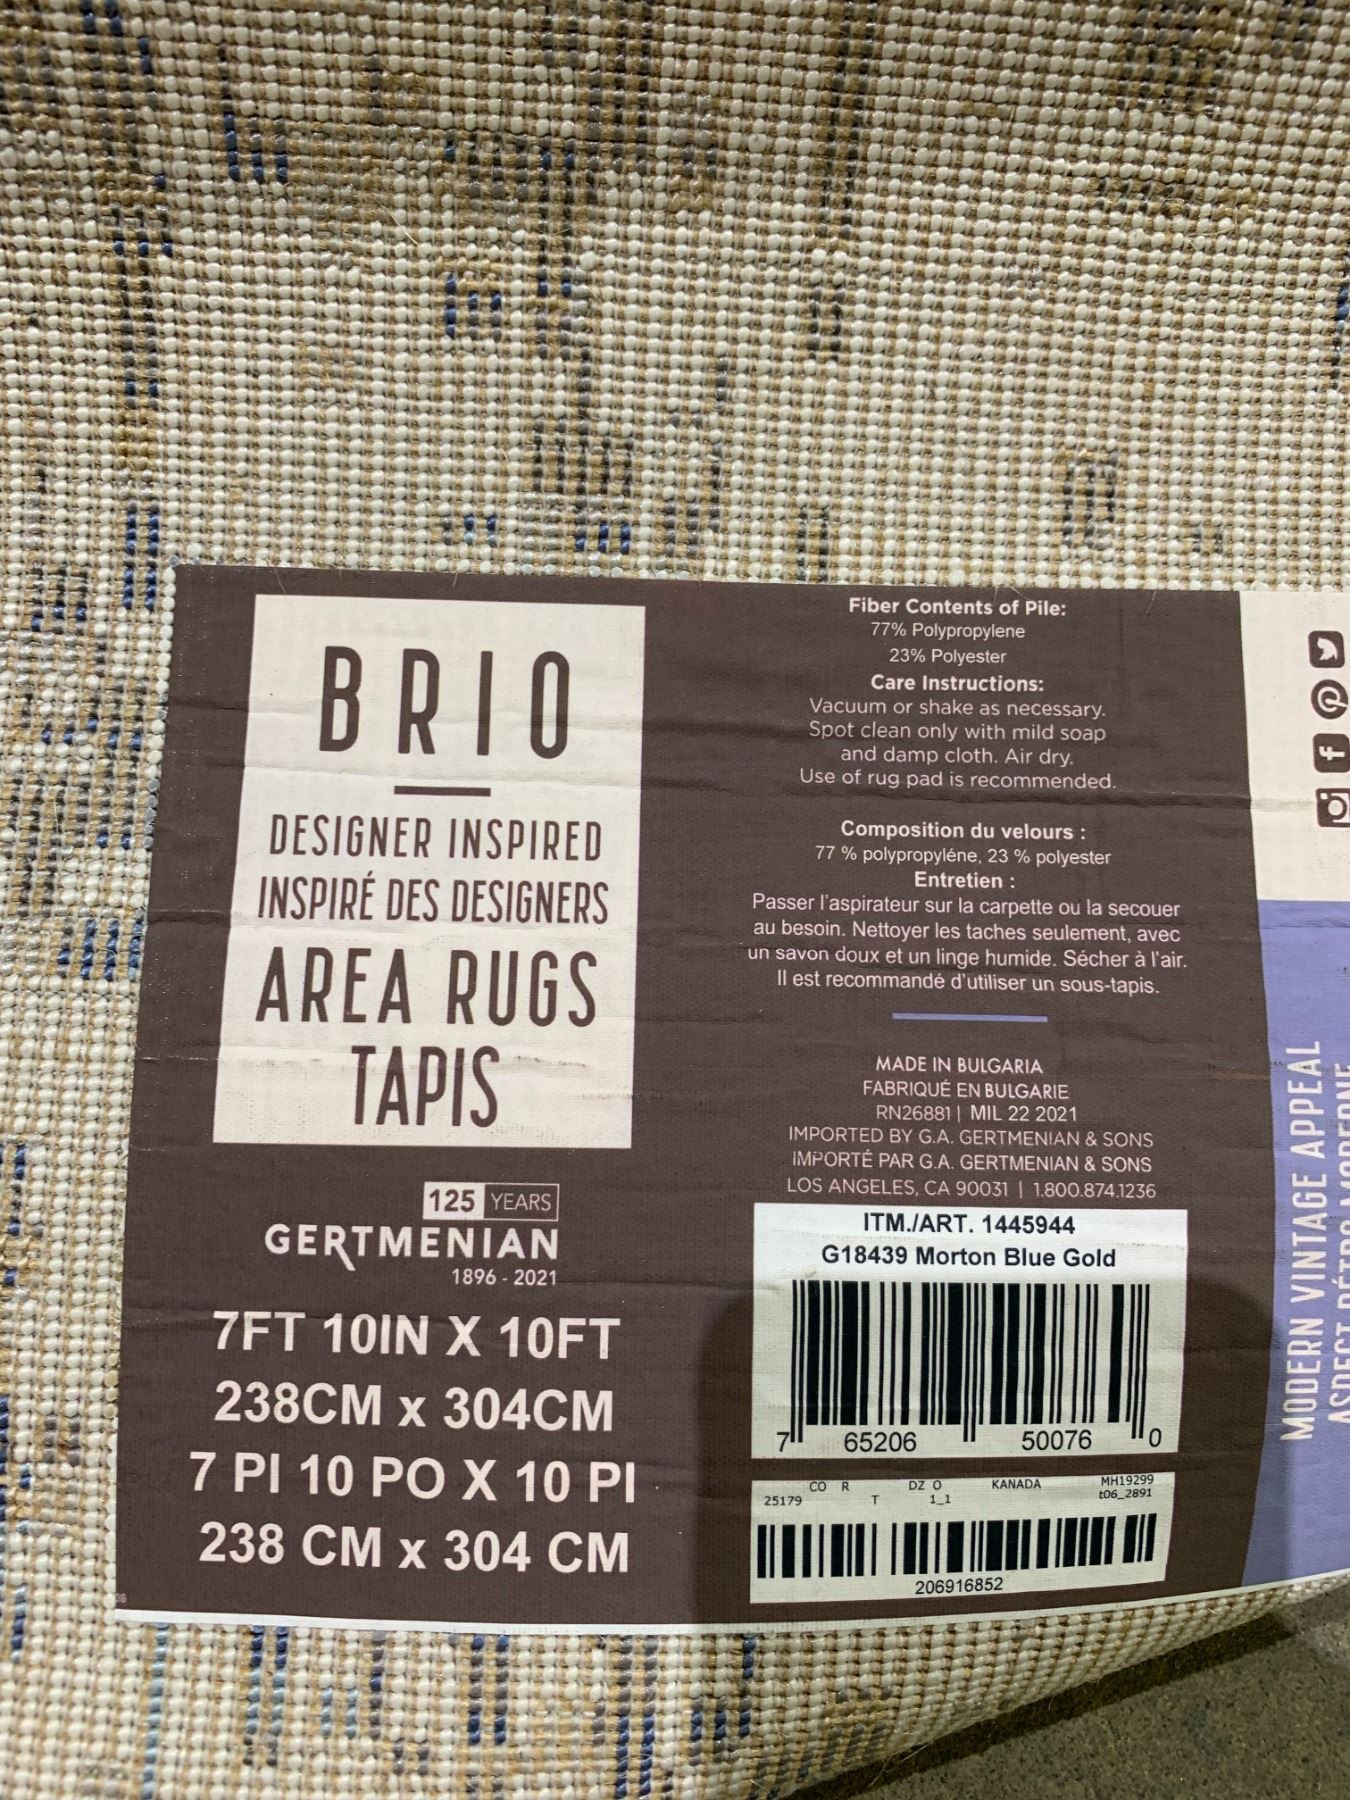 BRIO
DESIGNER INSPIRED
INSPIRÉ DES DESIGNERS
AREA RUGS
TAPIS
125 YEARS
GERTMENIAN
1896 - 2021
7FT 10IN X 10FT
238CM x 304CM
7 PI 10 PO X 10 PI
238 CM x 304 CM
36
Fiber Contents of Pile:
77% Polypropylene
23% Polyester
Care Instructions:
Vacuum or shake as necessary.
Spot clean only with mild soap
and damp cloth. Air dry.
Use of rug pad is recommended.
Composition du velours :
77 % polypropyléne, 23 % polyester
Entretien :
Passer l'aspirateur sur la carpette ou la secouer
au besoin. Nettoyer les taches seulement, avec
un savon doux et un linge humide. Sécher à l'air.
Il est recommandé d'utiliser un sous-tapis.
MADE IN BULGARIA
FABRIQUÉ EN BULGARIE
RN26881 | MIL 22 2021
IMPORTED BY G.A. GERTMENIAN & SONS
IMPORTÉ PAR G.A. GERTMENIAN & SONS
LOS ANGELES, CA 90031 | 1.800.874.1236
ITM./ART. 1445944
G18439 Morton Blue Gold
7 65206 50076 0
CO R DZ O KANADA MH19299
25179 T 1_1 t06_2891
206916852
MODERN VINTAGE APPEAL
ASPECT RÉTRO MODERNE